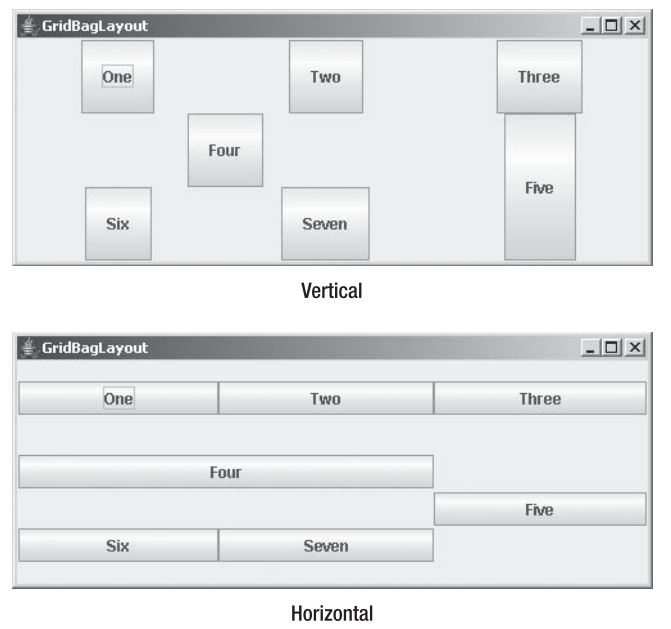 GridBagLayout
One Two Three
Four
Five
Six Seven
Vertical
GridBagLayout
One Two Three
Four
Five
Six Seven
Horizontal